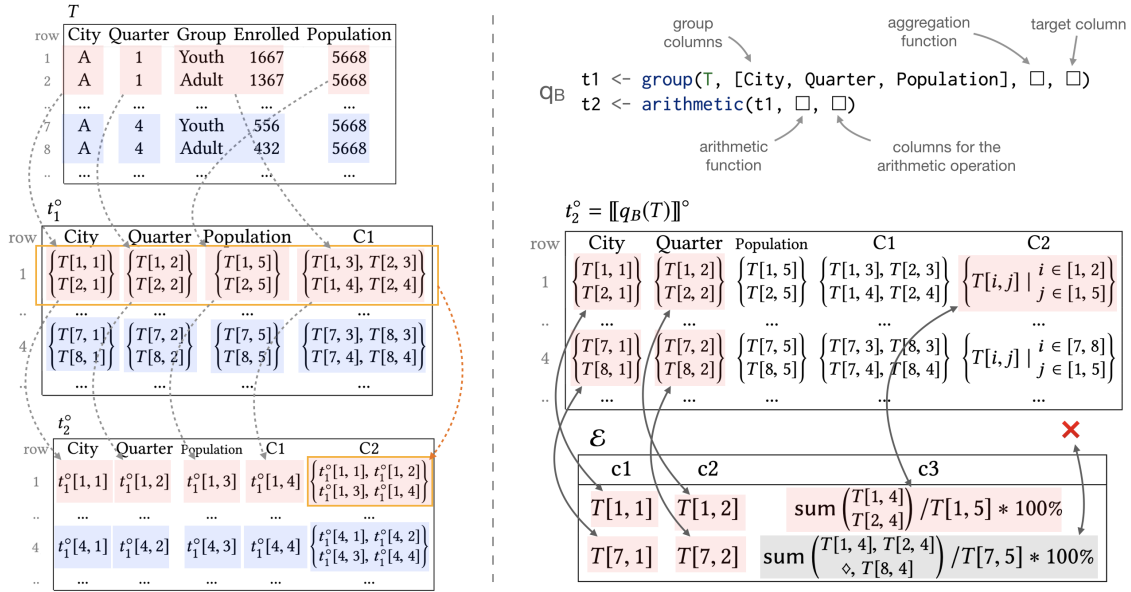 T
row City Quarter Group Enrolled Population
1 A 1 Youth 1667 5668
2 A 1 Adult 1367 5668
.. ... ... ... ... ...
7 A 4 Youth 556 5668
8 A 4 Adult 432 5668
.. ... ... ... ... ...
t₁°
row City Quarter Population C1
1 {T[1, 1] T[2, 1]} {T[1, 2] T[2, 2]} {T[1, 5] T[2, 5]} {T[1, 3], T[2, 3] T[1, 4], T[2, 4]}
.. ... ... ... ...
4 {T[7, 1] T[8, 1]} {T[7, 2] T[8, 2]} {T[7, 5] T[8, 5]} {T[7, 3], T[8, 3] T[7, 4], T[8, 4]}
.. ... ... ... ...
t₂°
row City Quarter Population C1 C2
1 t₁°[1, 1] t₁°[1, 2] t₁°[1, 3] t₁°[1, 4] {t₁°[1, 1], t₁°[1, 2] t₁°[1, 3], t₁°[1, 4]}
... ... ... ... ...
4 t₁°[4, 1] t₁°[4, 2] t₁°[4, 3] t₁°[4, 4] {t₁°[4, 1], t₁°[4, 2] t₁°[4, 3], t₁°[4, 4]}
.. ... ... ... ... ...
group columns
aggregation function
target column
q_B
t1 <- group(T, [City, Quarter, Population], □, □)
t2 <- arithmetic(t1, □, □)
arithmetic function
columns for the arithmetic operation
t₂° = ⟦q_B(T)⟧°
row City Quarter Population C1 C2
1 {T[1, 1] T[2, 1]} {T[1, 2] T[2, 2]} {T[1, 5] T[2, 5]} {T[1, 3], T[2, 3] T[1, 4], T[2, 4]} {T[i, j] | i ∈ [1, 2] j ∈ [1, 5]}
.. ... ... ... ... ...
4 {T[7, 1] T[8, 1]} {T[7, 2] T[8, 2]} {T[7, 5] T[8, 5]} {T[7, 3], T[8, 3] T[7, 4], T[8, 4]} {T[i, j] | i ∈ [7, 8] j ∈ [1, 5]}
.. ... ... ... ... ...
ℰ
c1 c2 c3
T[1, 1] T[1, 2] sum (T[1, 4] T[2, 4]) /T[1, 5] * 100%
T[7, 1] T[7, 2] sum (T[1, 4], T[2, 4] ⋄, T[8, 4]) /T[7, 5] * 100%